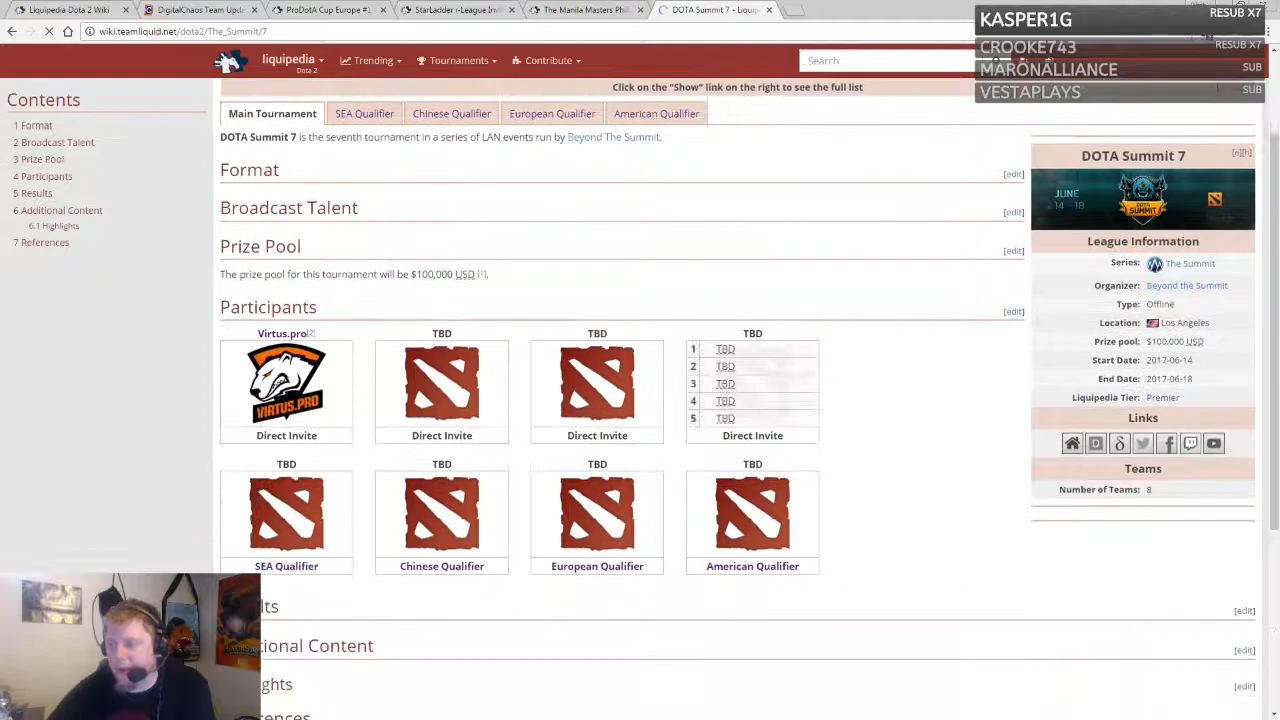 Liquipedia Dota 2 Wiki
DigitalChaos Team Upda
ProDotA Cup Europe #1
StarLadder i-League Invi
The Manila Masters Phili
DOTA Summit 7 - Liquip
wiki.teamliquid.net/dota2/The_Summit/7
KASPER1G RESUB X7
CROOKE743 RESUB X7
MARONALLIANCE SUB
VESTAPLAYS SUB
liquipedia
Dota 2
Trending
Tournaments
Contribute
Search
Click on the "Show" link on the right to see the full list
Contents
1 Format
2 Broadcast Talent
3 Prize Pool
4 Participants
5 Results
6 Additional Content
6.1 Highlights
7 References
Main Tournament
SEA Qualifier
Chinese Qualifier
European Qualifier
American Qualifier
DOTA Summit 7 is the seventh tournament in a series of LAN events run by Beyond The Summit.
Format [edit]
Broadcast Talent [edit]
Prize Pool [edit]
The prize pool for this tournament will be $100,000 USD [1].
Participants [edit]
Virtus.pro[2] TBD TBD TBD
VIRTUS.PRO
1 TBD
2 TBD
3 TBD
4 TBD
5 TBD
Direct Invite Direct Invite Direct Invite Direct Invite
TBD TBD TBD TBD
SEA Qualifier Chinese Qualifier European Qualifier American Qualifier
lts [edit]
ional Content [edit]
ghts [edit]
rences
DOTA Summit 7 [e][h]
JUNE
14 - 18
DOTA
SUMMIT
League Information
Series: The Summit
Organizer: Beyond the Summit
Type: Offline
Location: Los Angeles
Prize pool: $100,000 USD
Start Date: 2017-06-14
End Date: 2017-06-18
Liquipedia Tier: Premier
Links
Teams
Number of Teams: 8